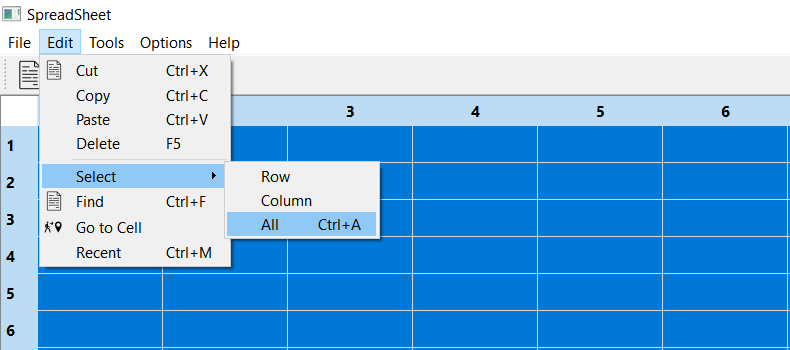 SpreadSheet
File Edit Tools Options Help
Cut Ctrl+X
Copy Ctrl+C
Paste Ctrl+V
Delete F5
Select
Find Ctrl+F
Go to Cell
Recent Ctrl+M
Row
Column
All Ctrl+A
3 4 5 6
1
2
3
4
5
6